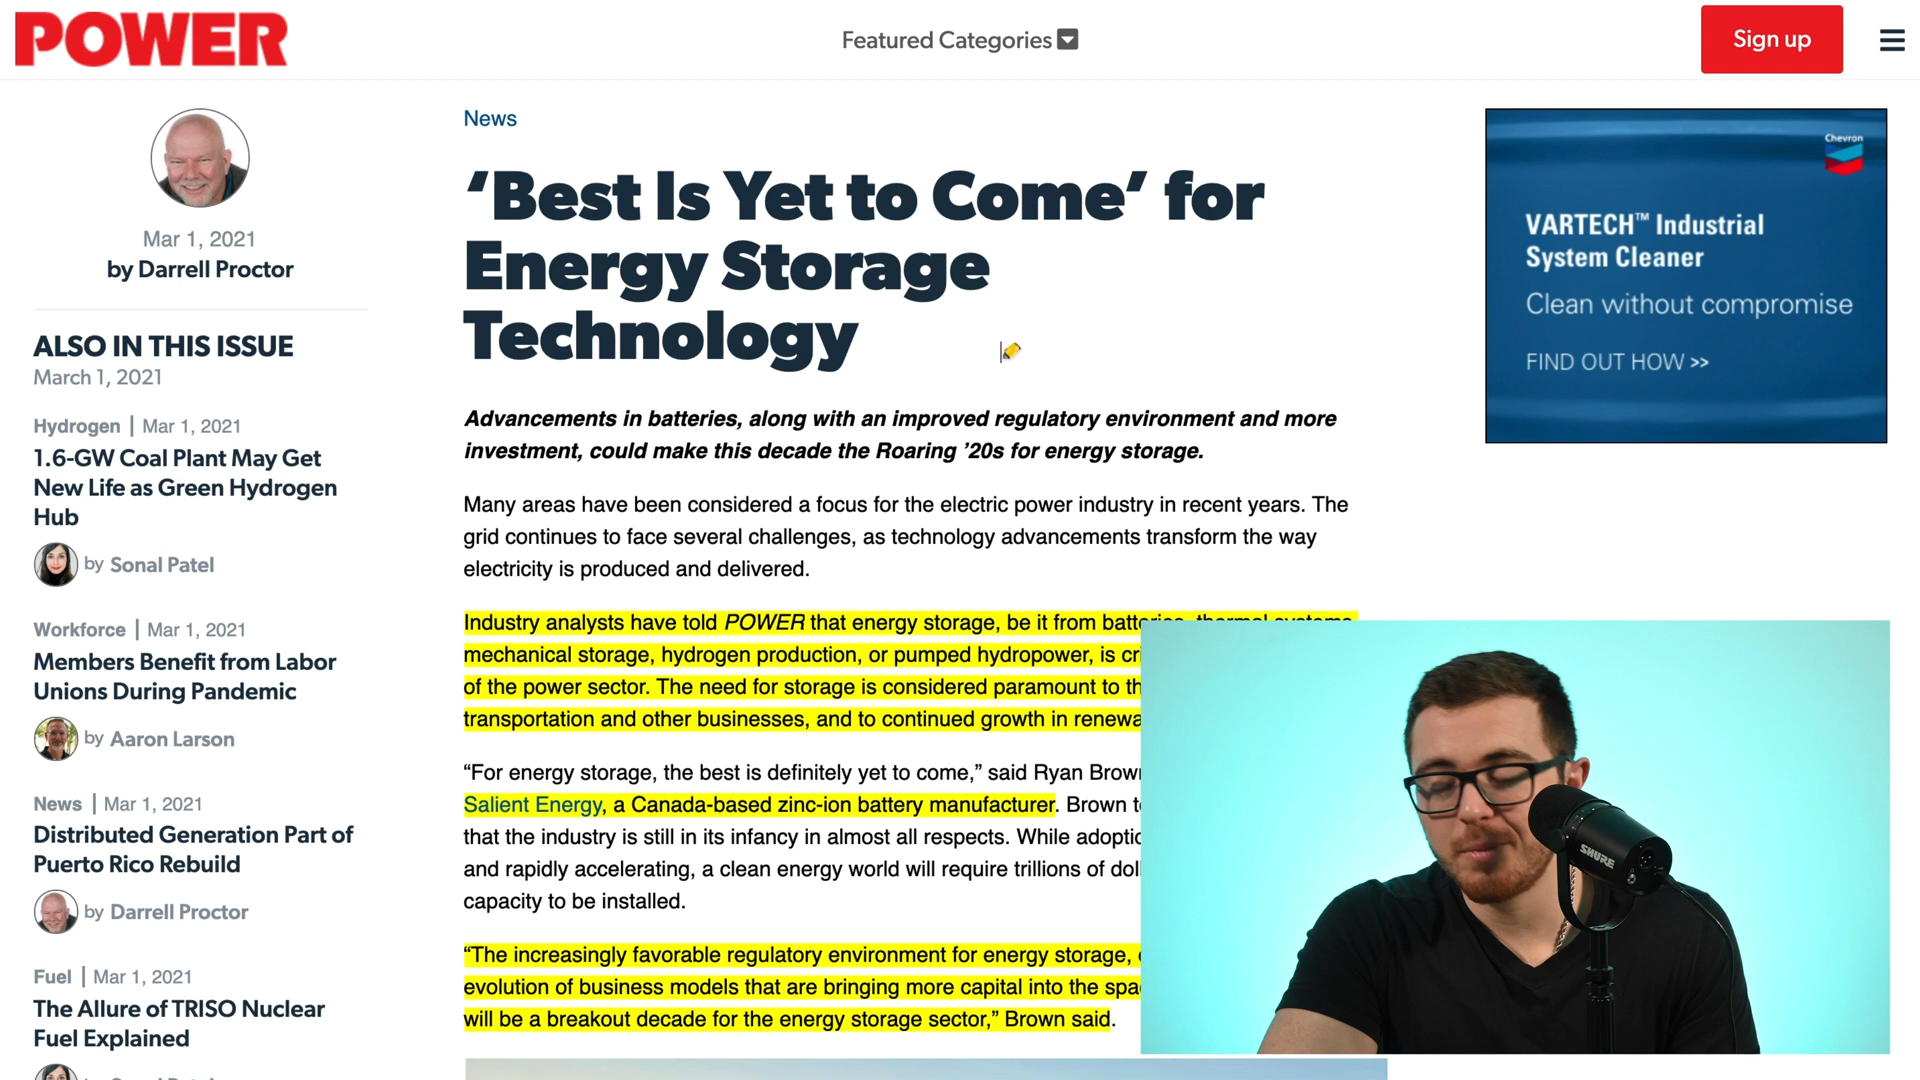 POWER
Featured Categories
Sign up
Mar 1, 2021
by Darrell Proctor
ALSO IN THIS ISSUE
March 1, 2021
Hydrogen | Mar 1, 2021
1.6-GW Coal Plant May Get
New Life as Green Hydrogen
Hub
by Sonal Patel
Workforce | Mar 1, 2021
Members Benefit from Labor
Unions During Pandemic
by Aaron Larson
News | Mar 1, 2021
Distributed Generation Part of
Puerto Rico Rebuild
by Darrell Proctor
Fuel | Mar 1, 2021
The Allure of TRISO Nuclear
Fuel Explained
News
‘Best Is Yet to Come’ for
Energy Storage
Technology
Advancements in batteries, along with an improved regulatory environment and more
investment, could make this decade the Roaring ’20s for energy storage.
Many areas have been considered a focus for the electric power industry in recent years. The
grid continues to face several challenges, as technology advancements transform the way
electricity is produced and delivered.
Industry analysts have told POWER that energy storage, be it from batteries, thermal systems,
mechanical storage, hydrogen production, or pumped hydropower, is
of the power sector. The need for storage is considered paramount to
transportation and other businesses, and to continued growth in
“For energy storage, the best is definitely yet to come,” said Ryan Brown
Salient Energy, a Canada-based zinc-ion battery manufacturer. Brown
that the industry is still in its infancy in almost all respects. While
and rapidly accelerating, a clean energy world will require trillions of
capacity to be installed.
“The increasingly favorable regulatory environment for energy storage,
evolution of business models that are bringing more capital into the
will be a breakout decade for the energy storage sector,” Brown said.
Chevron
VARTECH™ Industrial
System Cleaner
Clean without compromise
FIND OUT HOW >>
SHURE